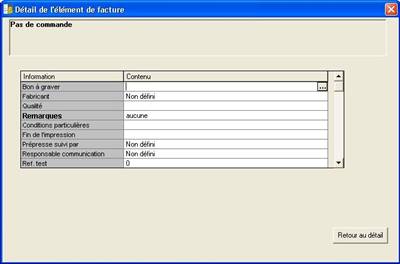 Détail de l'élément de facture
Pas de commande
Information Contenu
Bon à graver ...
Fabricant Non défini
Qualité
Remarques aucune
Conditions particulières
Fin de l'impression
Prépresse suivi par Non défini
Responsable communication Non défini
Ref. test 0
Retour au détail